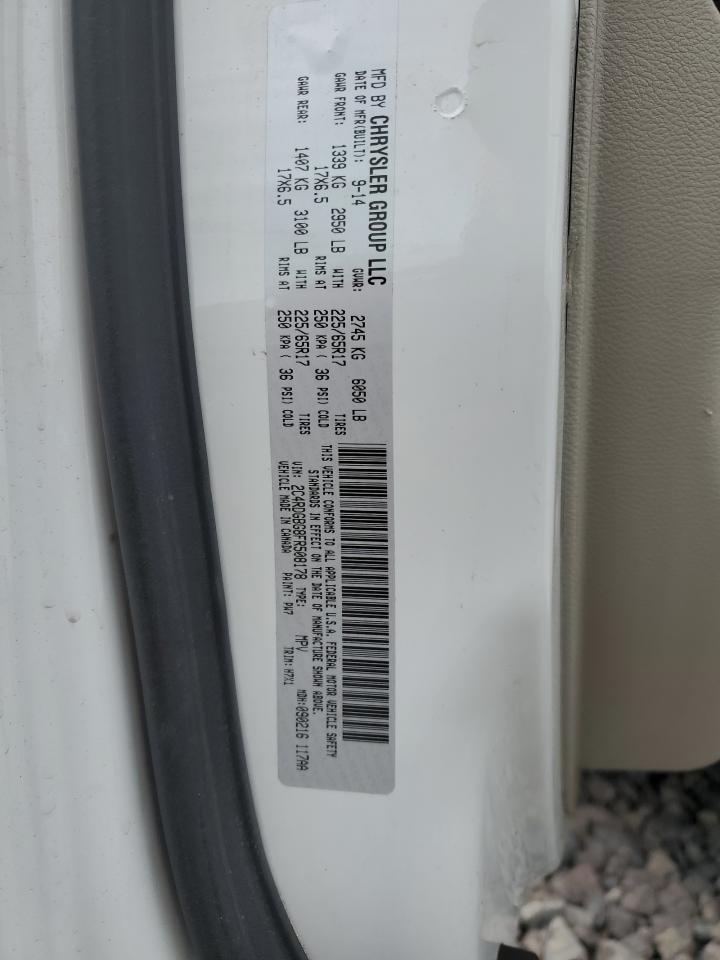 MFD BY CHRYSLER GROUP LLC
DATE OF MFR(BUILT): 9-14 GVWR: 2745 KG 6050 LB
GAWR FRONT: 1339 KG 2950 LB WITH 225/65R17 TIRES
17X6.5 RIMS AT 250 KPA ( 36 PSI) COLD
GAWR REAR: 1407 KG 3100 LB WITH 225/65R17 TIRES
17X6.5 RIMS AT 250 KPA ( 36 PSI) COLD
THIS VEHICLE CONFORMS TO ALL APPLICABLE U.S.A. FEDERAL MOTOR VEHICLE SAFETY
STANDARDS IN EFFECT ON THE DATE OF MANUFACTURE SHOWN ABOVE.
VIN: 2C4RDGBG8FR508178 TYPE: MPV MDH:090216 117AA
VEHICLE MADE IN CANADA PAINT: PW7 TRIM:H7X1